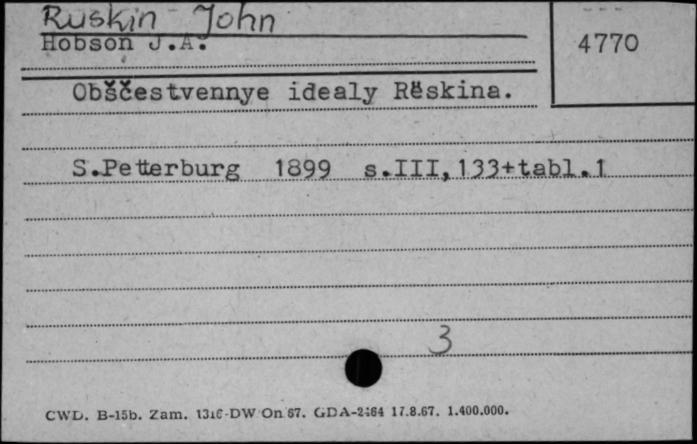 Ruskin John
Hobson J.A.
4770
Obščestvennye idealy Rëskina.
S.Petterburg 1899 s.III,133+tabl.1
3
CWD. B-15b. Zam. 1316-DW On 67. GDA-2464 17.8.67. 1.400.000.